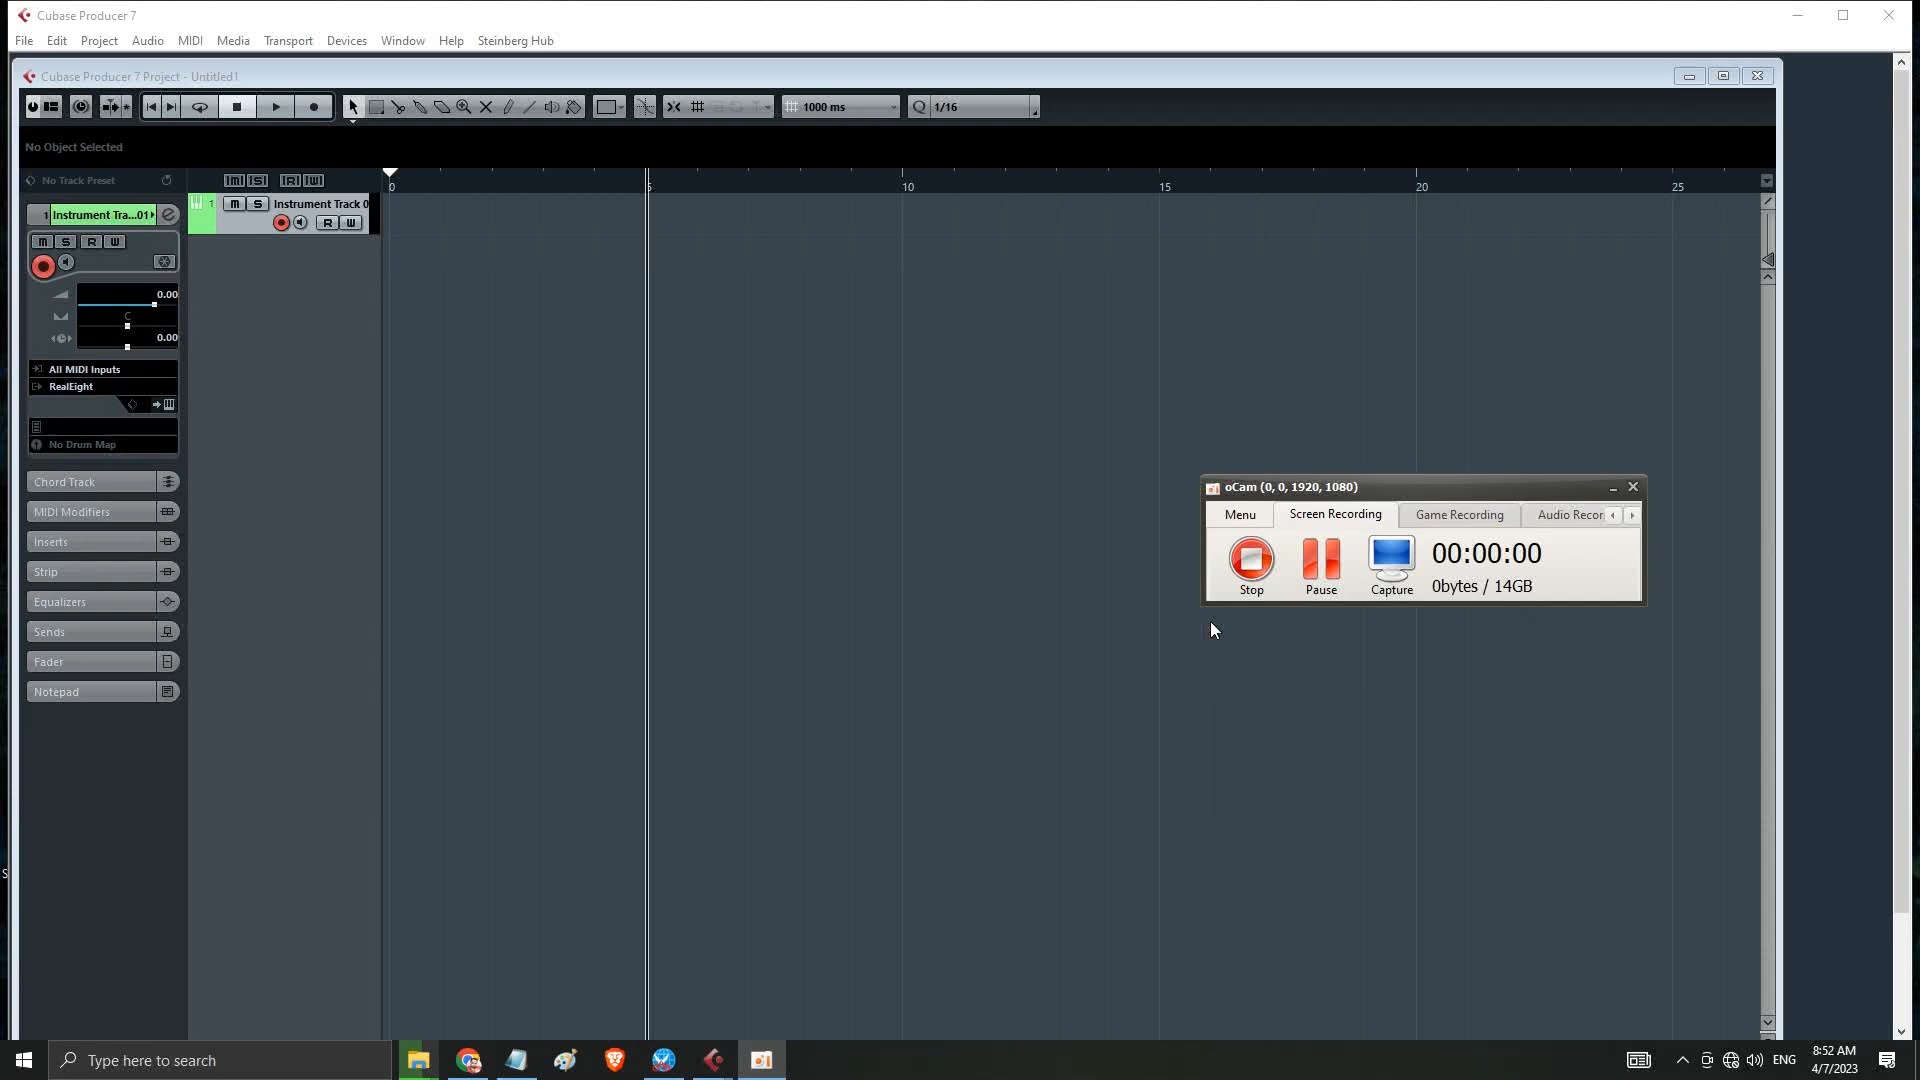 Cubase Producer 7
File Edit Project Audio MIDI Media Transport Devices Window Help Steinberg Hub
Cubase Producer 7 Project - Untitled1
1000 ms Q 1/16
No Object Selected
No Track Preset
M S R W
0 5 10 15 20 25
1 Instrument Tra...01
1 M S Instrument Track 0
R W
M S R W
0.00
C
0.00
All MIDI Inputs
RealEight
No Drum Map
Chord Track
MIDI Modifiers
Inserts
Strip
Equalizers
Sends
Fader
Notepad
oCam (0, 0, 1920, 1080)
Menu Screen Recording Game Recording Audio Recor
00:00:00
0bytes / 14GB
Stop Pause Capture
S
Type here to search
ENG
8:52 AM
4/7/2023